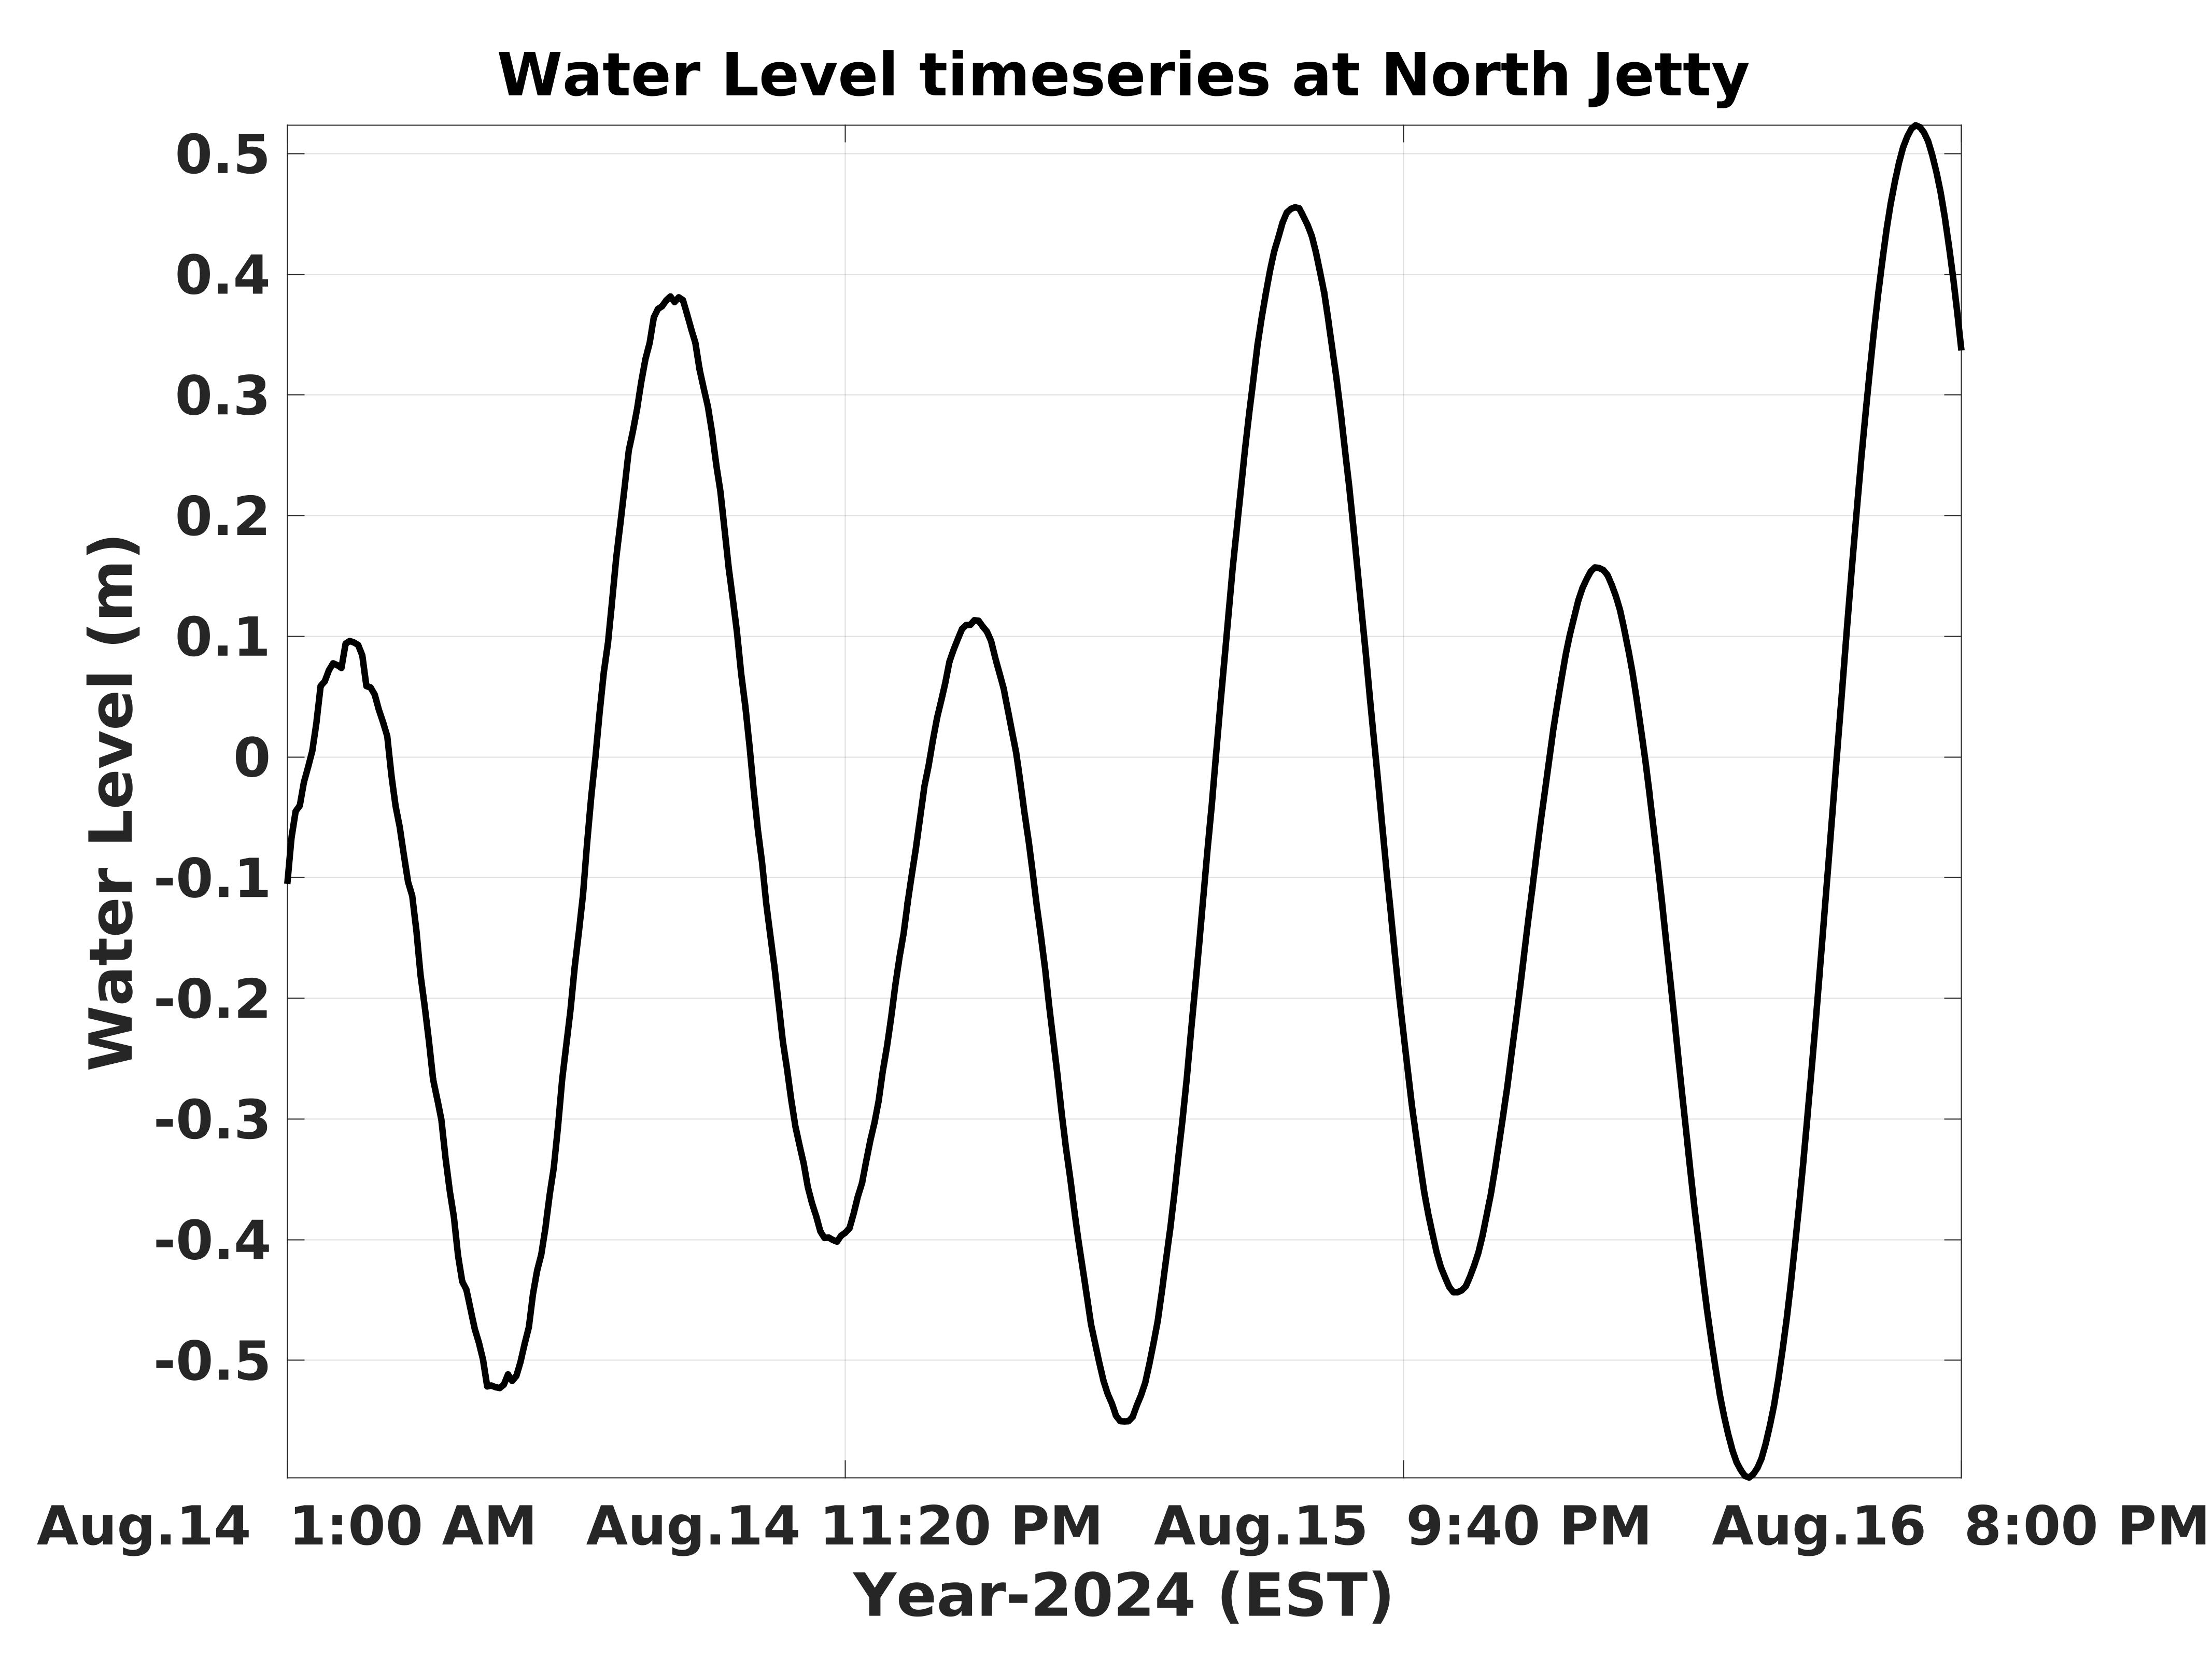 Water Level timeseries at North Jetty
0.5
0.4
0.3
0.2
0.1
0
-0.1
-0.2
-0.3
-0.4
-0.5
Water Level (m)
Aug.14 1:00 AM Aug.14 11:20 PM Aug.15 9:40 PM Aug.16 8:00 PM
Year-2024 (EST)